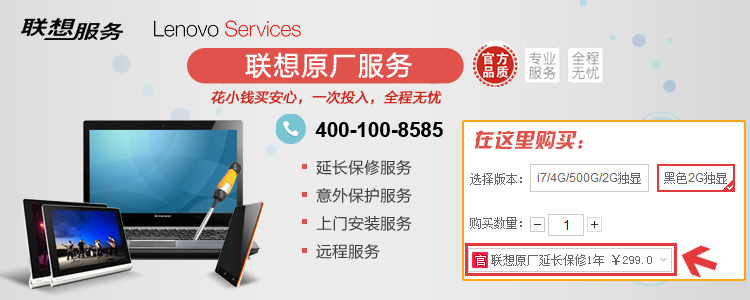 联想服务 Lenovo Services
联想原厂服务
官方
品质
专业
服务
全程
无忧
花小钱买安心，一次投入，全程无忧
400-100-8585
延长保修服务
意外保护服务
上门安装服务
远程服务
在这里购买：
选择版本： i7/4G/500G/2G独显 黑色2G独显
购买数量： － 1 ＋
官 联想原厂延长保修1年 ￥299.0